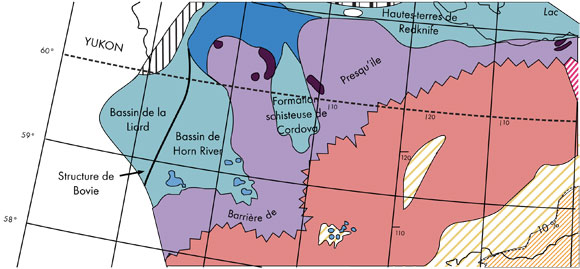 Hautes-terres de
Redknife
Lac
YUKON
60°
Presqu'île
Bassin de la
Liard
Formation
schisteuse de
Cordova
110
120
110
59°
Bassin de
Horn River
Structure de
Bovie
120
Barrière de
58°
110
10 %